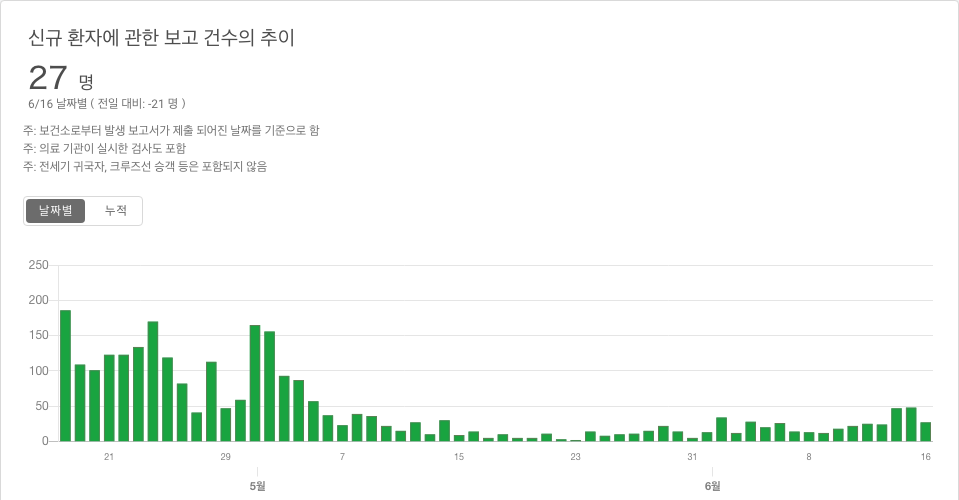 신규 환자에 관한 보고 건수의 추이
27 명
6/16 날짜별 ( 전일 대비: -21 명 )
주: 보건소로부터 발생 보고서가 제출 되어진 날짜를 기준으로 함
주: 의료 기관이 실시한 검사도 포함
주: 전세기 귀국자, 크루즈선 승객 등은 포함되지 않음
날짜별 누적
250
200
150
100
50
0
21 29 7 15 23 31 8 16
5월 6월